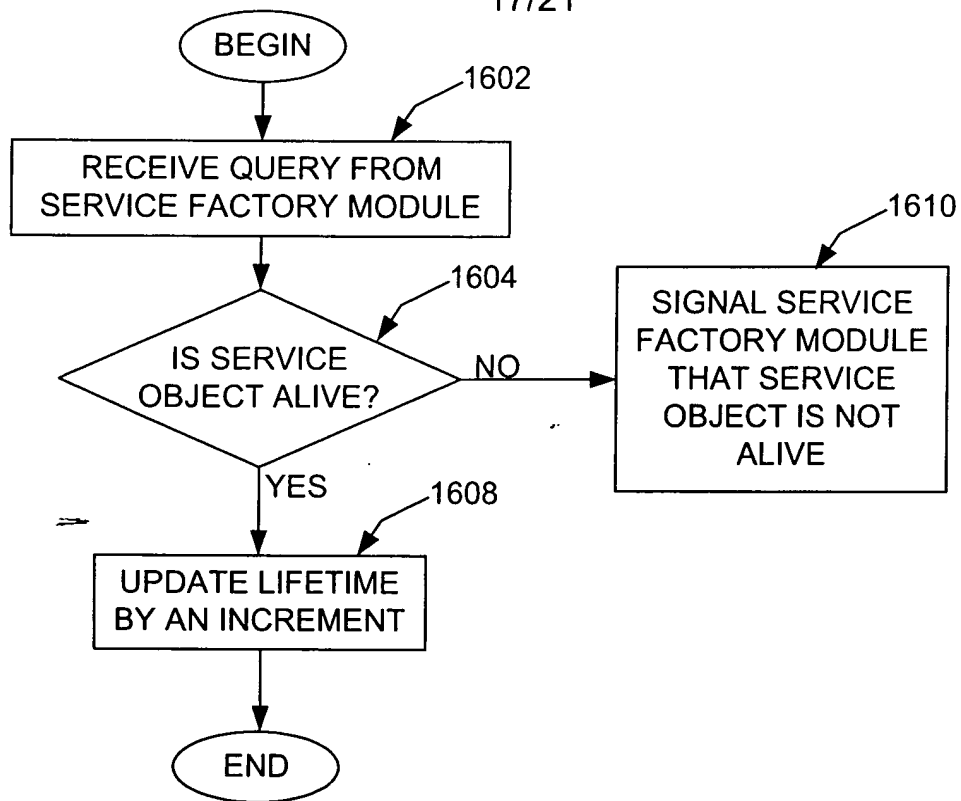 17/21
BEGIN
1602
RECEIVE QUERY FROM
SERVICE FACTORY MODULE
1604
IS SERVICE
OBJECT ALIVE?
NO
1610
SIGNAL SERVICE
FACTORY MODULE
THAT SERVICE
OBJECT IS NOT
ALIVE
YES
1608
UPDATE LIFETIME
BY AN INCREMENT
END